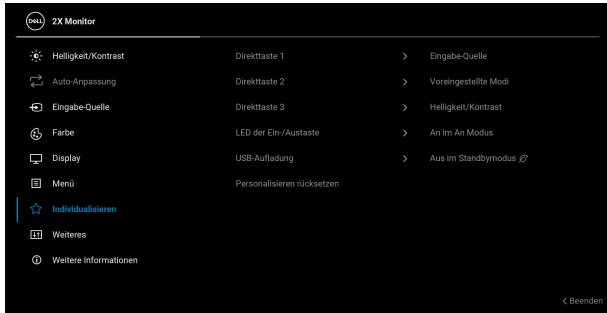 DELL 2X Monitor
Helligkeit/Kontrast Direkttaste 1 Eingabe-Quelle
Auto-Anpassung Direkttaste 2 Voreingestellte Modi
Eingabe-Quelle Direkttaste 3 Helligkeit/Kontrast
Farbe LED der Ein-/Austaste An im An Modus
Display USB-Aufladung Aus im Standbymodus
Menü Personalisieren rücksetzen
Individualisieren
Weiteres
Weitere Informationen
Beenden